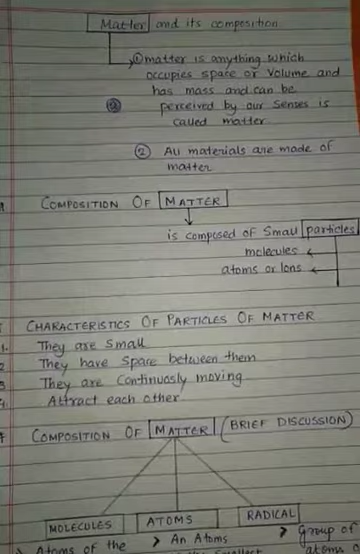 Matter and its composition
① matter is anything which
occupies space or volume and
has mass and can be
② perceived by our senses is
called matter.
② All materials are made of
matter
COMPOSITION OF MATTER
is composed of Small particles
molecules
atoms or Ions
CHARACTERISTICS OF PARTICLES OF MATTER
1. They are small
2 They have space between them
3 They are Continuosly moving
4. Attract each other
COMPOSITION OF MATTER (BRIEF DISCUSSION)
MOLECULES ATOMS RADICAL
Atoms of the > An Atoms > Group of
smallest atoms